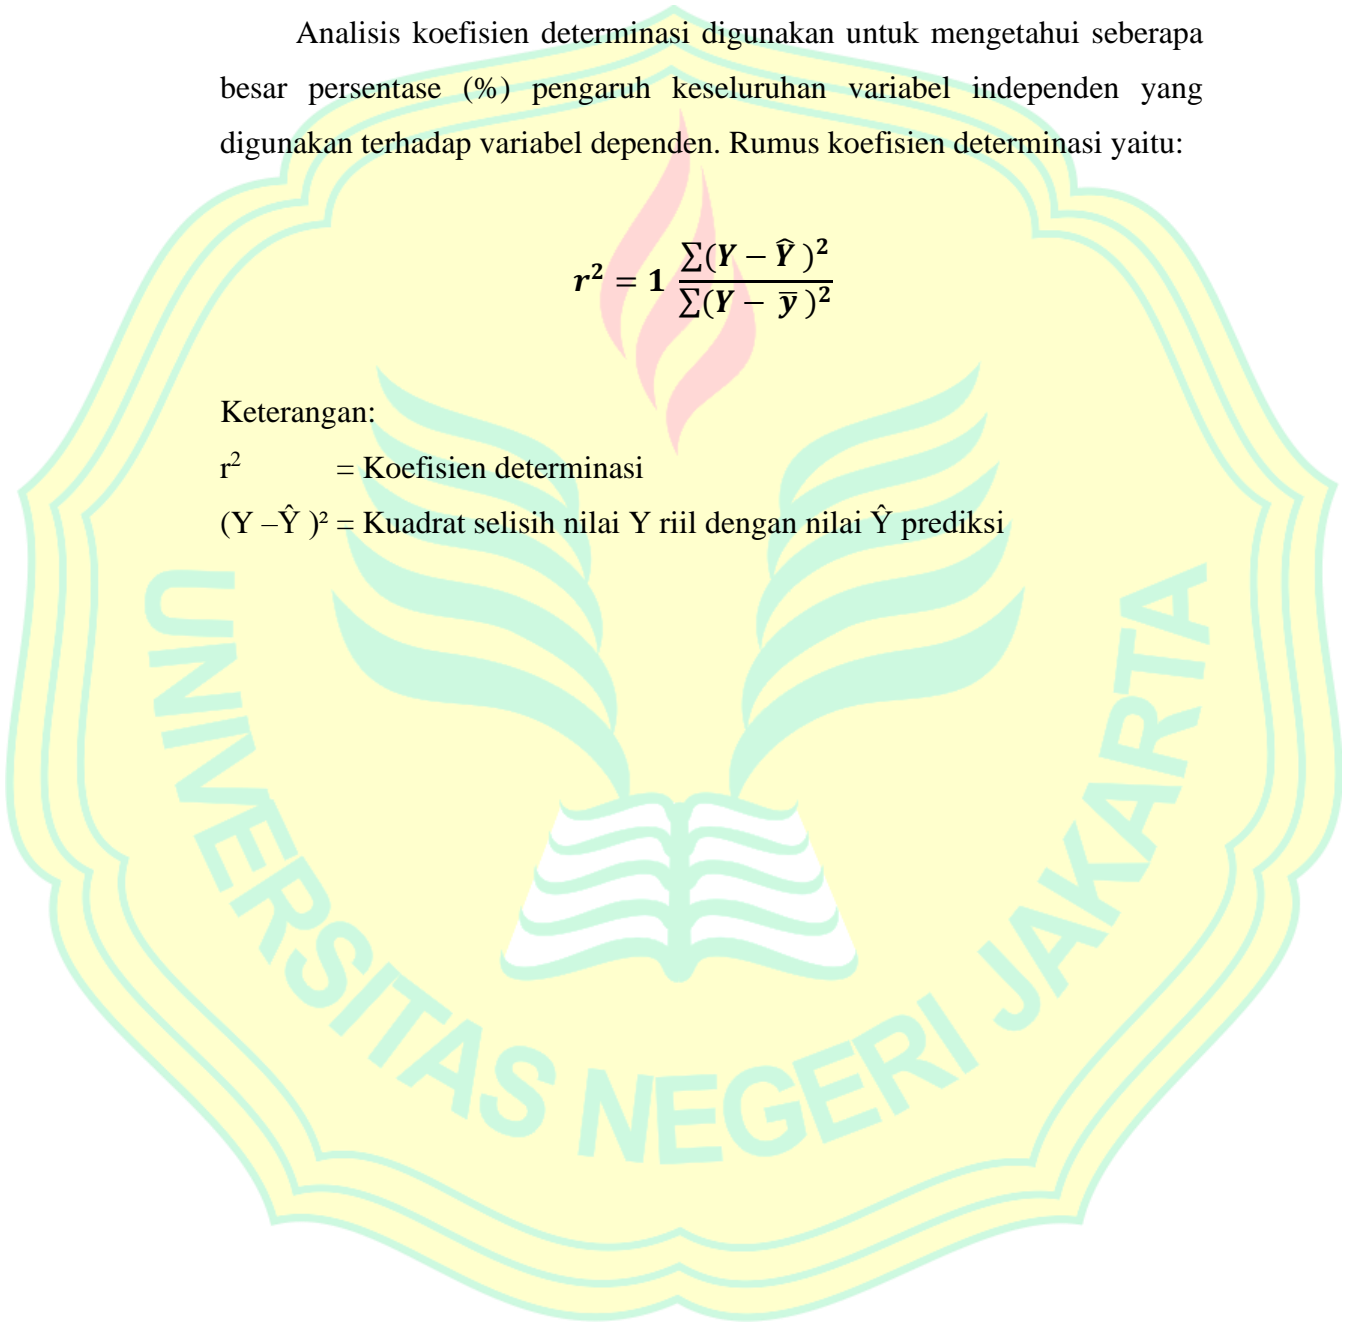 Analisis koefisien determinasi digunakan untuk mengetahui seberapa
besar persentase (%) pengaruh keseluruhan variabel independen yang
digunakan terhadap variabel dependen. Rumus koefisien determinasi yaitu:
r² = 1 ∑(Y − Ŷ )² / ∑(Y − y̅ )²
Keterangan:
r² = Koefisien determinasi
(Y –Ŷ )² = Kuadrat selisih nilai Y riil dengan nilai Ŷ prediksi
UNIVERSITAS NEGERI JAKARTA